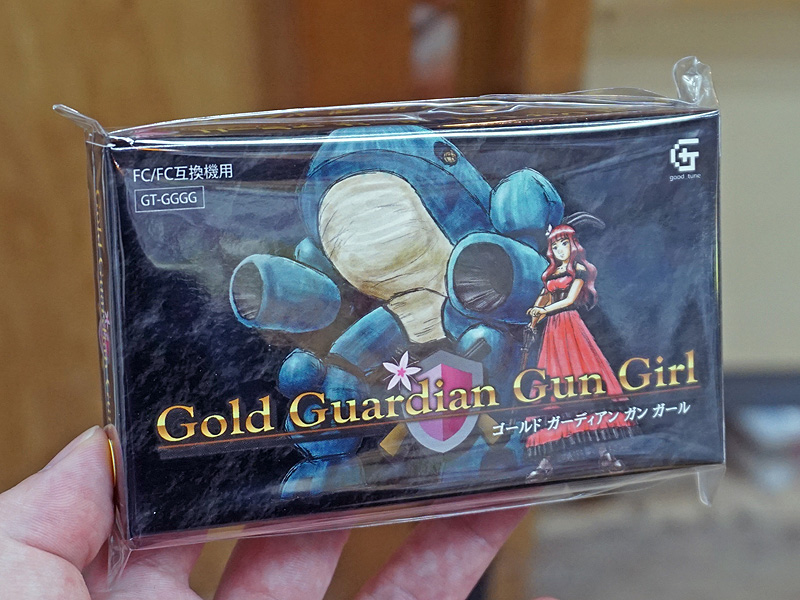 FC/FC互換機用
GT-GGGG
good tune
Gold Guardian Gun Girl
ゴールド ガーディアン ガン ガール